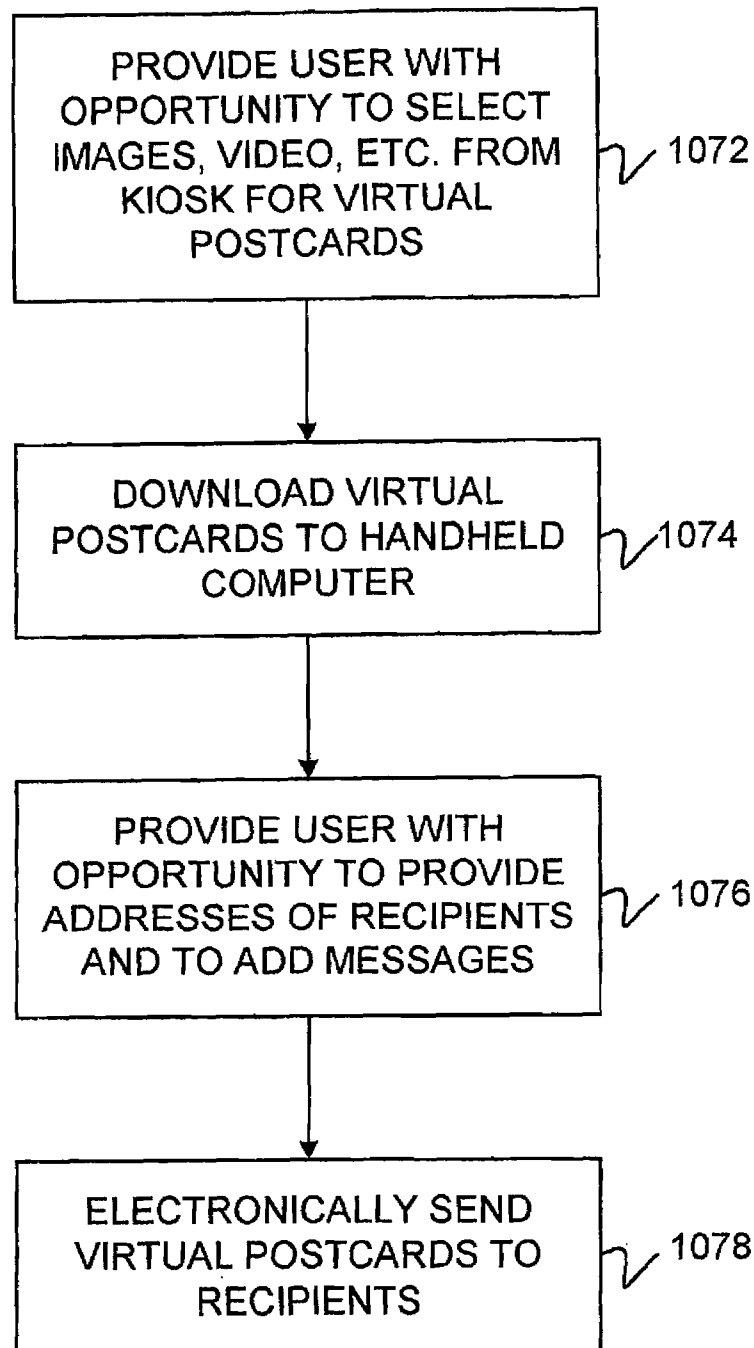 PROVIDE USER WITH
OPPORTUNITY TO SELECT
IMAGES, VIDEO, ETC. FROM
KIOSK FOR VIRTUAL
POSTCARDS
1072
DOWNLOAD VIRTUAL
POSTCARDS TO HANDHELD
COMPUTER
1074
PROVIDE USER WITH
OPPORTUNITY TO PROVIDE
ADDRESSES OF RECIPIENTS
AND TO ADD MESSAGES
1076
ELECTRONICALLY SEND
VIRTUAL POSTCARDS TO
RECIPIENTS
1078